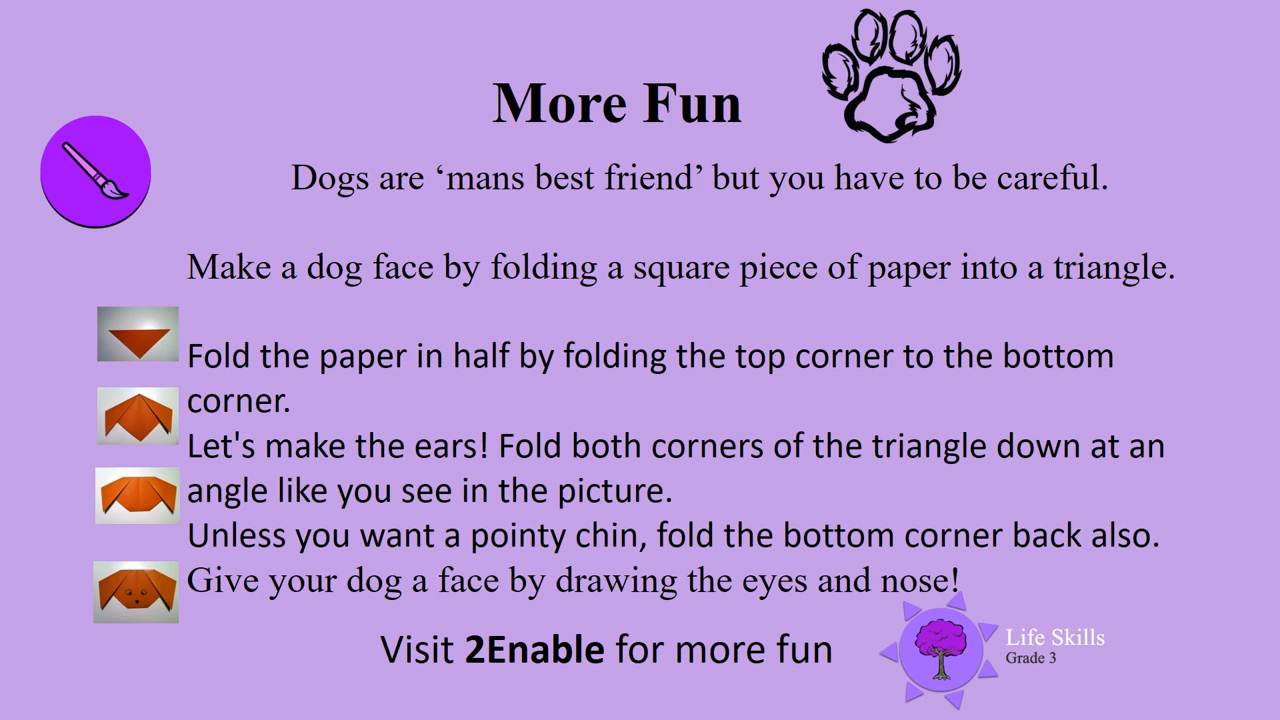 More Fun
Dogs are ‘mans best friend’ but you have to be careful.
Make a dog face by folding a square piece of paper into a triangle.
Fold the paper in half by folding the top corner to the bottom
corner.
Let's make the ears! Fold both corners of the triangle down at an
angle like you see in the picture.
Unless you want a pointy chin, fold the bottom corner back also.
Give your dog a face by drawing the eyes and nose!
Visit 2Enable for more fun
Life Skills
Grade 3